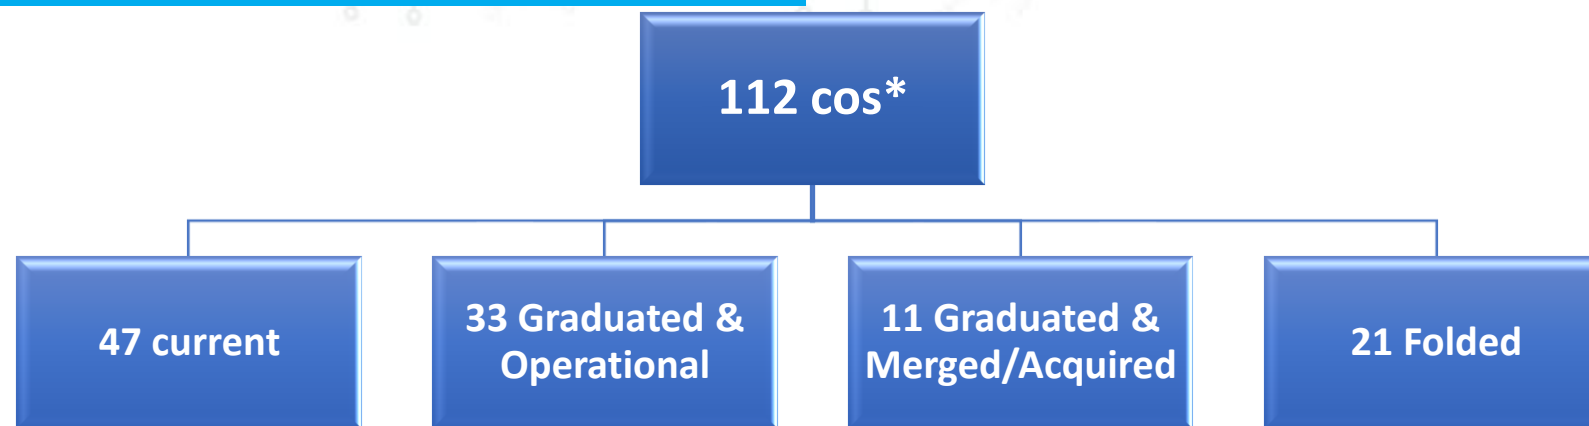 112 cos*
47 current
33 Graduated &
Operational
11 Graduated &
Merged/Acquired
21 Folded